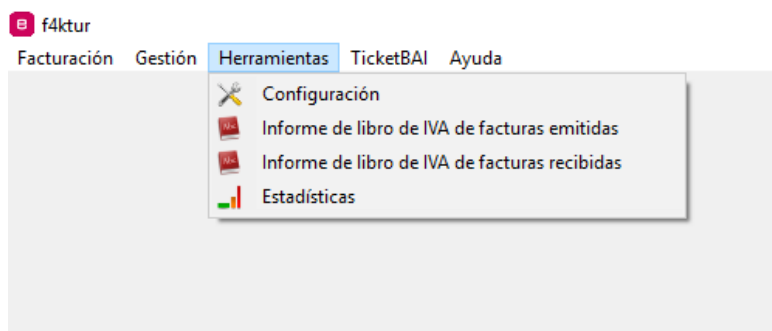 f4ktur
Facturación Gestión Herramientas TicketBAI Ayuda
Configuración
Informe de libro de IVA de facturas emitidas
Informe de libro de IVA de facturas recibidas
Estadísticas